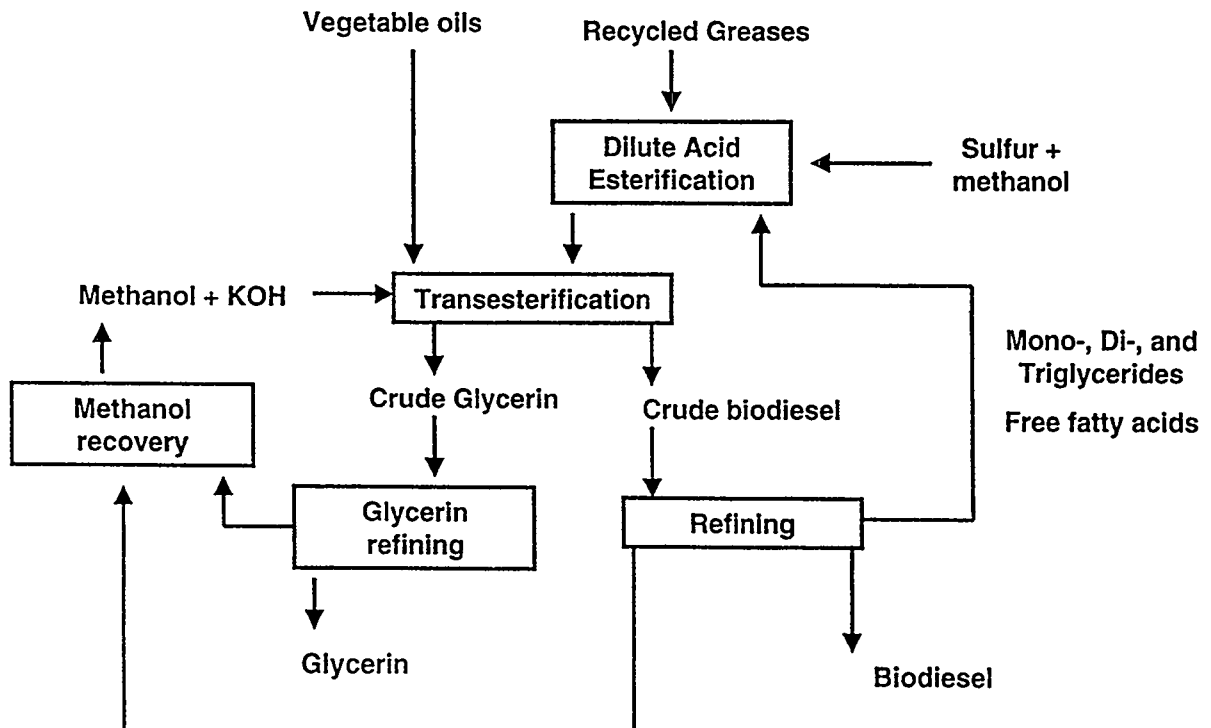 Vegetable oils
Recycled Greases
Dilute Acid
Esterification
Sulfur +
methanol
Methanol + KOH
Transesterification
Mono-, Di-, and
Triglycerides
Free fatty acids
Methanol
recovery
Crude Glycerin
Crude biodiesel
Glycerin
refining
Refining
Glycerin
Biodiesel